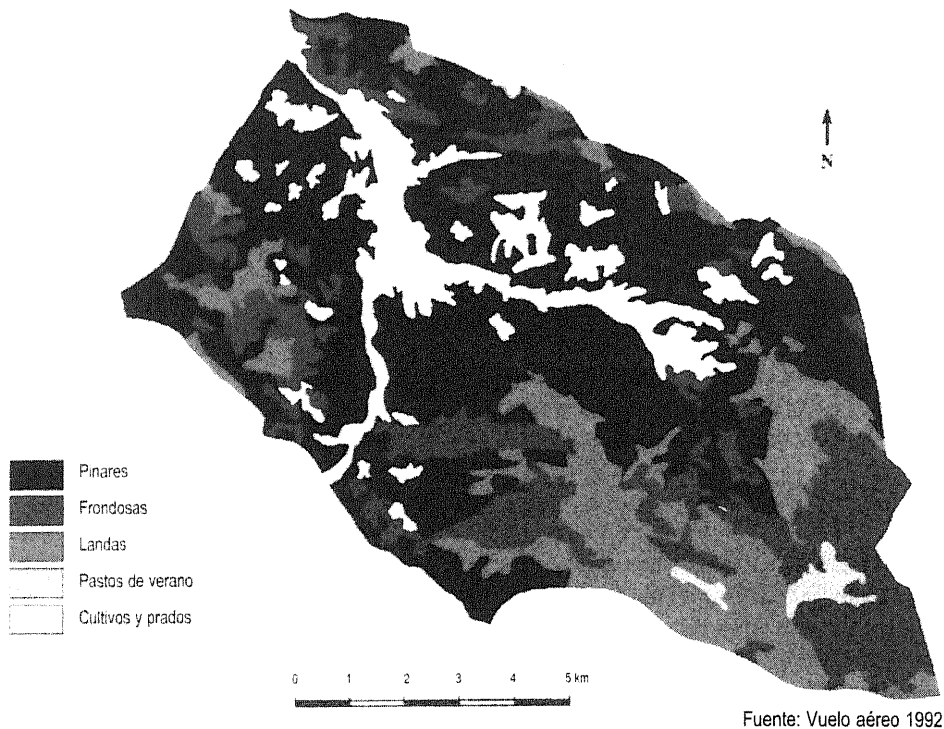 N
Pinares
Frondosas
Landas
Pastos de verano
Cultivos y prados
0 1 2 3 4 5 km
Fuente: Vuelo aéreo 1992